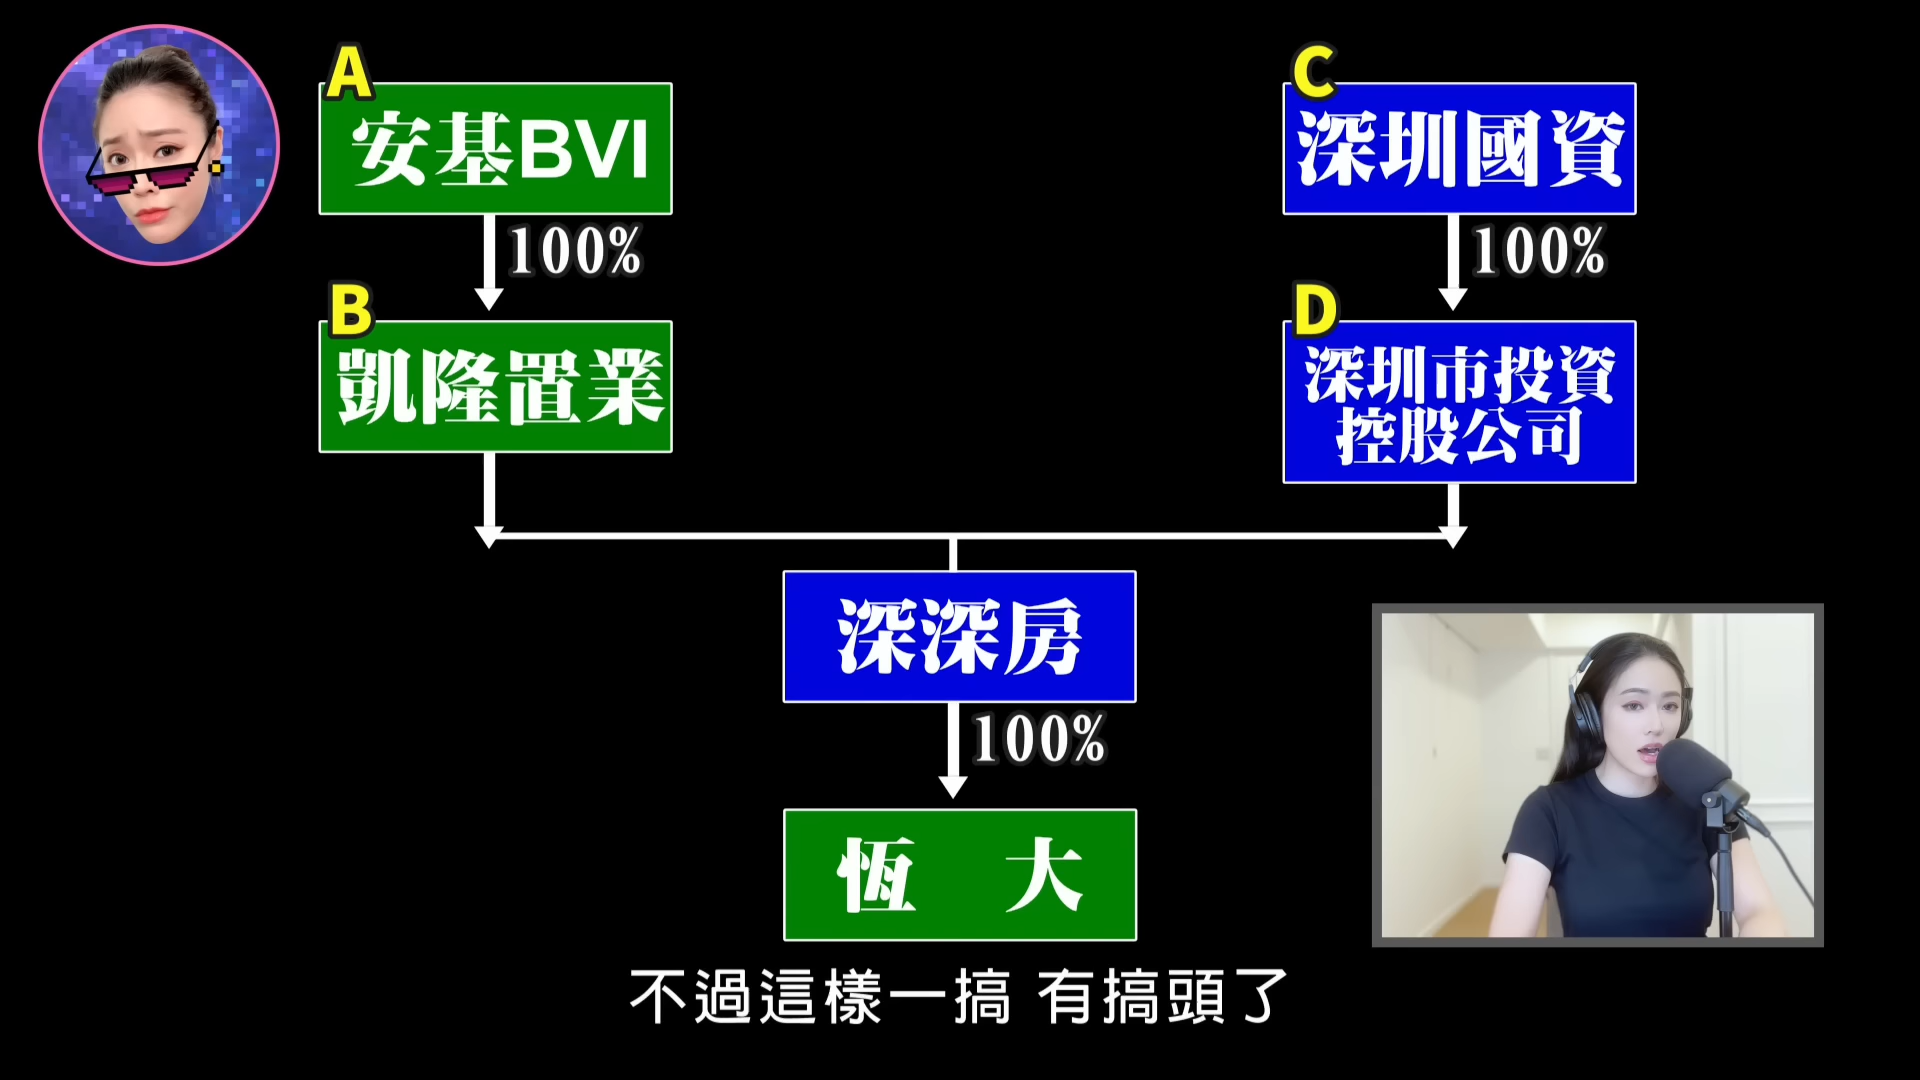 A
安基BVI
100%
B
凱隆置業
C
深圳國資
100%
D
深圳市投資
控股公司
深深房
100%
恆 大
不過這樣一搞 有搞頭了